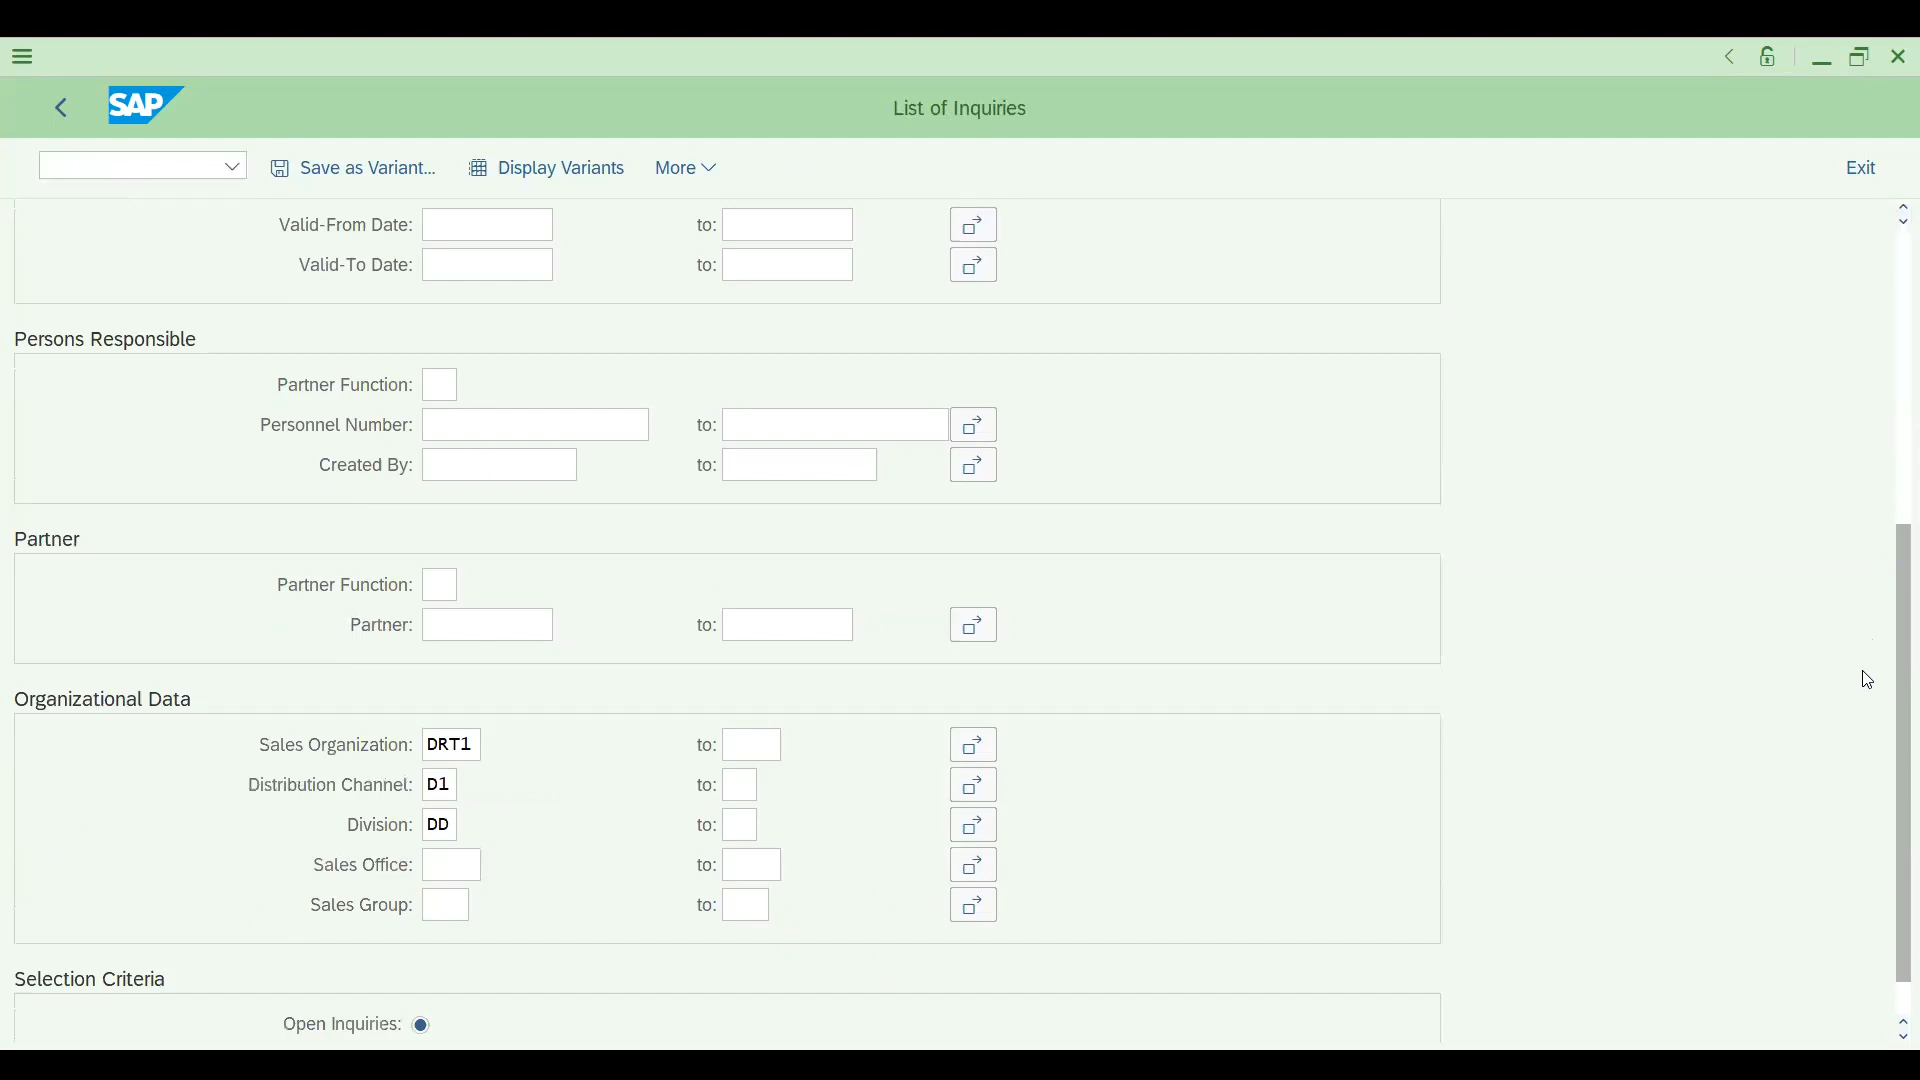 SAP
List of Inquiries
Save as Variant... Display Variants More Exit
Valid-From Date: to:
Valid-To Date: to:
Persons Responsible
Partner Function:
Personnel Number: to:
Created By: to:
Partner
Partner Function:
Partner: to:
Organizational Data
Sales Organization: DRT1 to:
Distribution Channel: D1 to:
Division: DD to:
Sales Office: to:
Sales Group: to:
Selection Criteria
Open Inquiries: